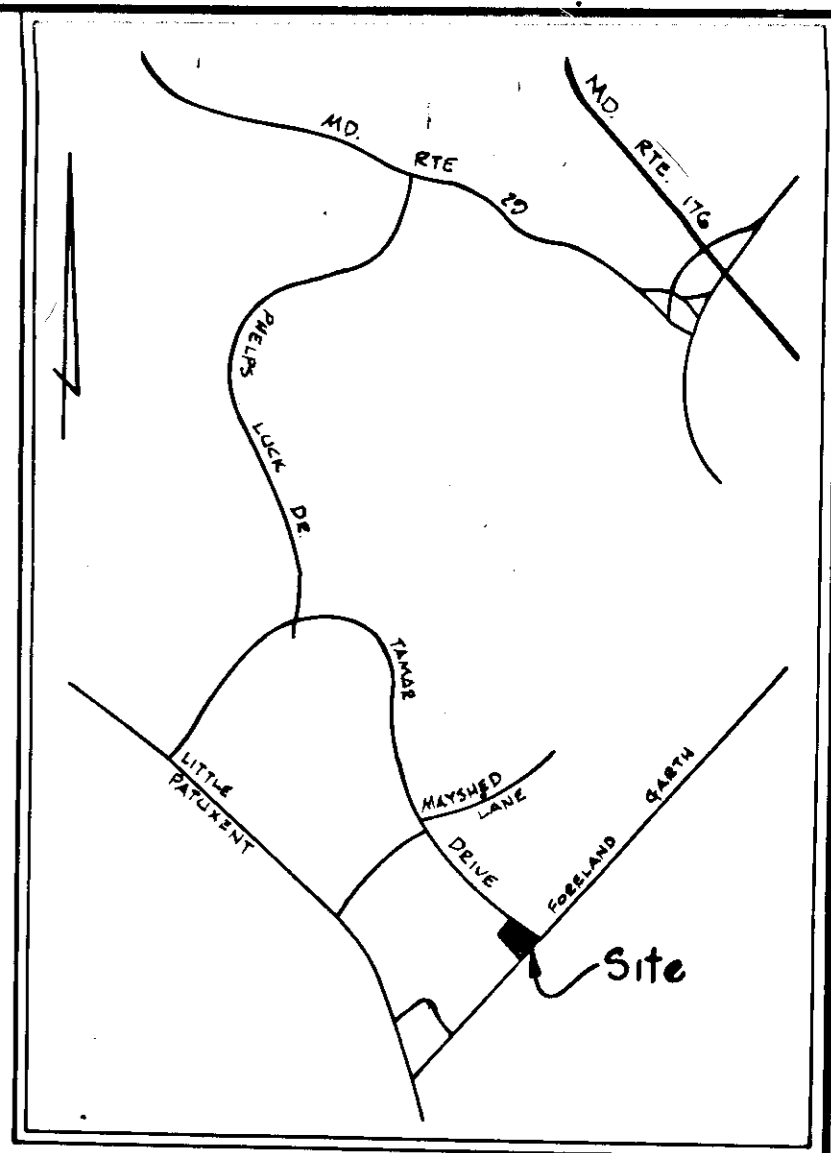 MD. RTE 29
MD. RTE. 176
PHELPS LUCK DR.
TAMAR DRIVE
LITTLE
PATUXENT
MAYSHED
LANE
FORELAND GARTH
Site